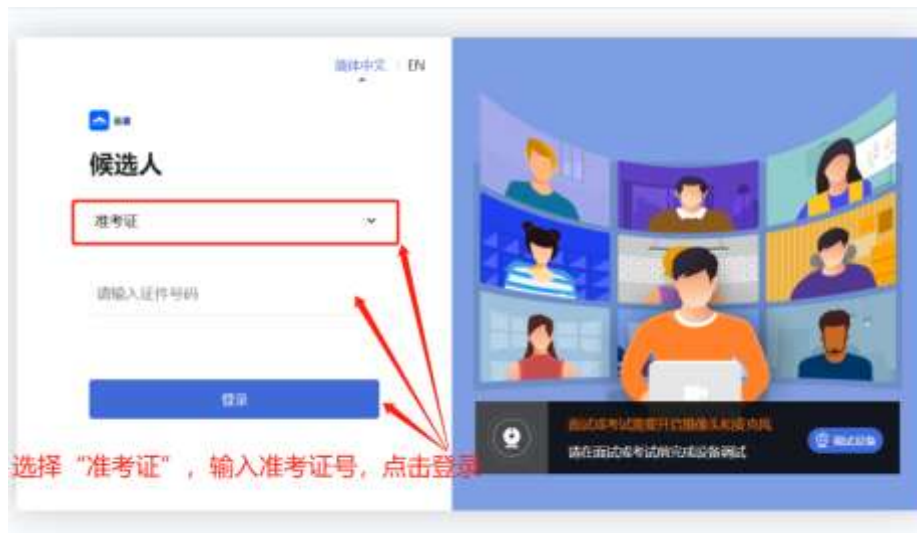 简体中文 EN
候选人
准考证
请输入证件号码
登录
选择“准考证”，输入准考证号，点击登录
面试或考试需要开启摄像头和麦克风
请在面试或考试前完成设备调试
调试设备